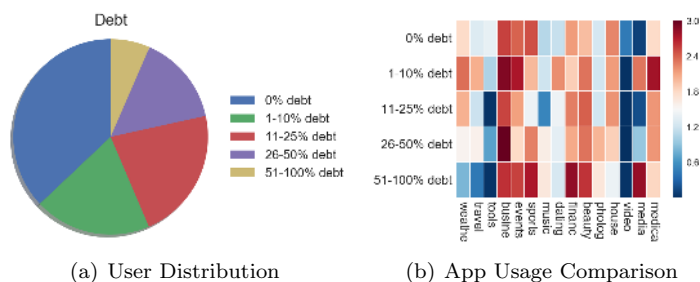 Debt
0% debt
1-10% debt
11-25% debt
26-50% debt
51-100% debt
(a) User Distribution
0% debt
1-10% debt
11-25% debt
26-50% debt
51-100% debt
weathe
travel
tools
busine
events
sports
music
dating
financ
beauty
photog
house
video
media
medica
3.0
2.4
1.8
1.2
0.6
(b) App Usage Comparison